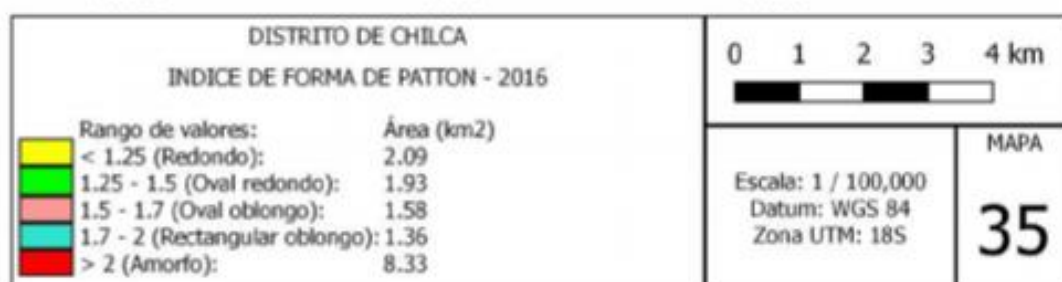 DISTRITO DE CHILCA
INDICE DE FORMA DE PATTON - 2016
Rango de valores: Área (km2)
< 1.25 (Redondo): 2.09
1.25 - 1.5 (Oval redondo): 1.93
1.5 - 1.7 (Oval oblongo): 1.58
1.7 - 2 (Rectangular oblongo): 1.36
> 2 (Amorfo): 8.33
0 1 2 3 4 km
Escala: 1 / 100,000
Datum: WGS 84
Zona UTM: 18S
MAPA
35